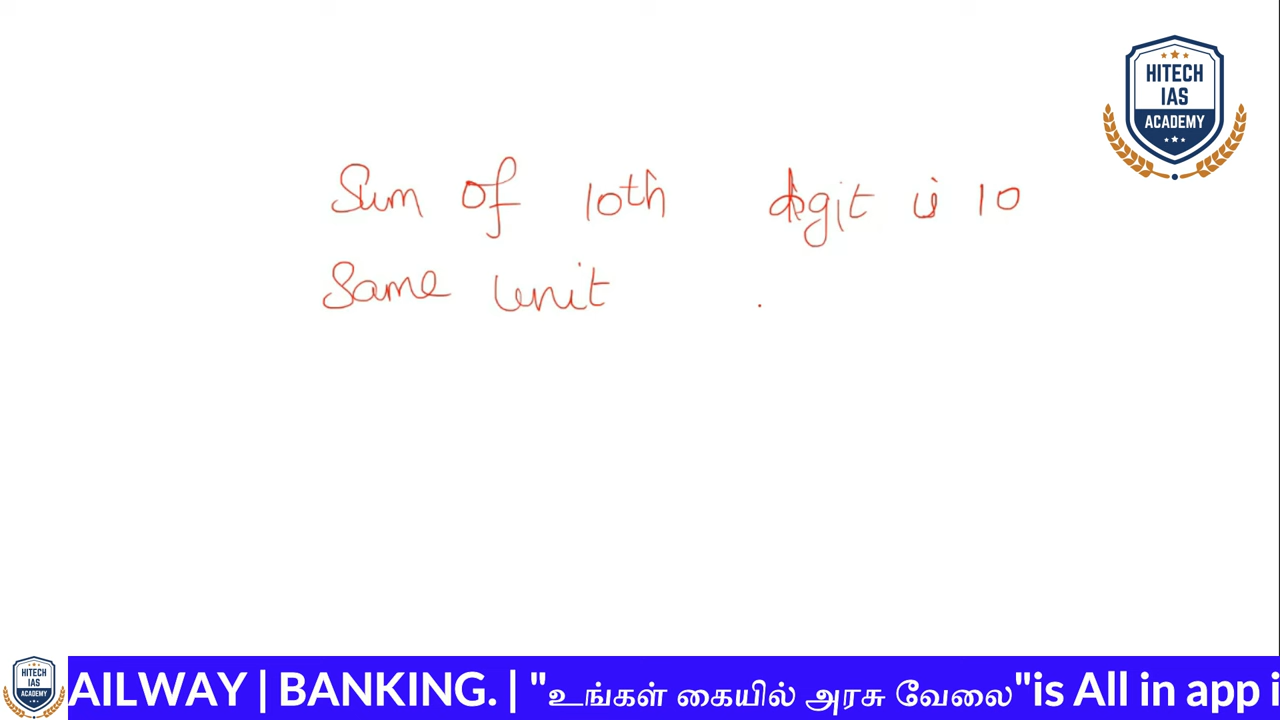 HITECH
IAS
ACADEMY
Sum of 10th digit is 10
Same unit
HITECH
IAS
ACADEMY
AILWAY | BANKING. | "உங்கள் கையில் அரசு வேலை"is All in app i